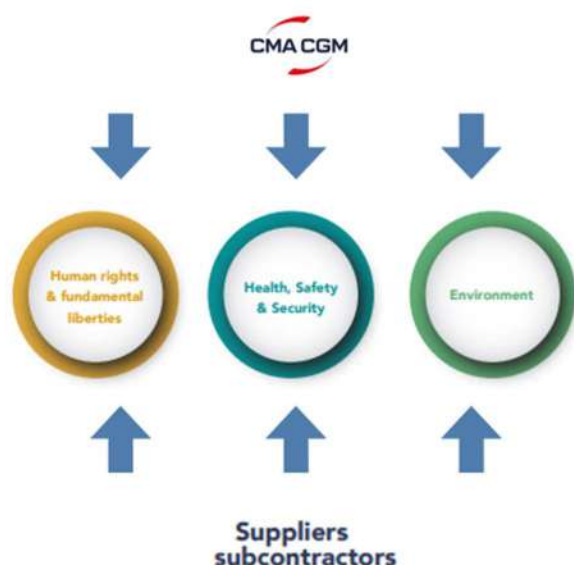 CMA CGM
Human rights
& fundamental
liberties
Health, Safety
& Security
Environment
Suppliers
subcontractors